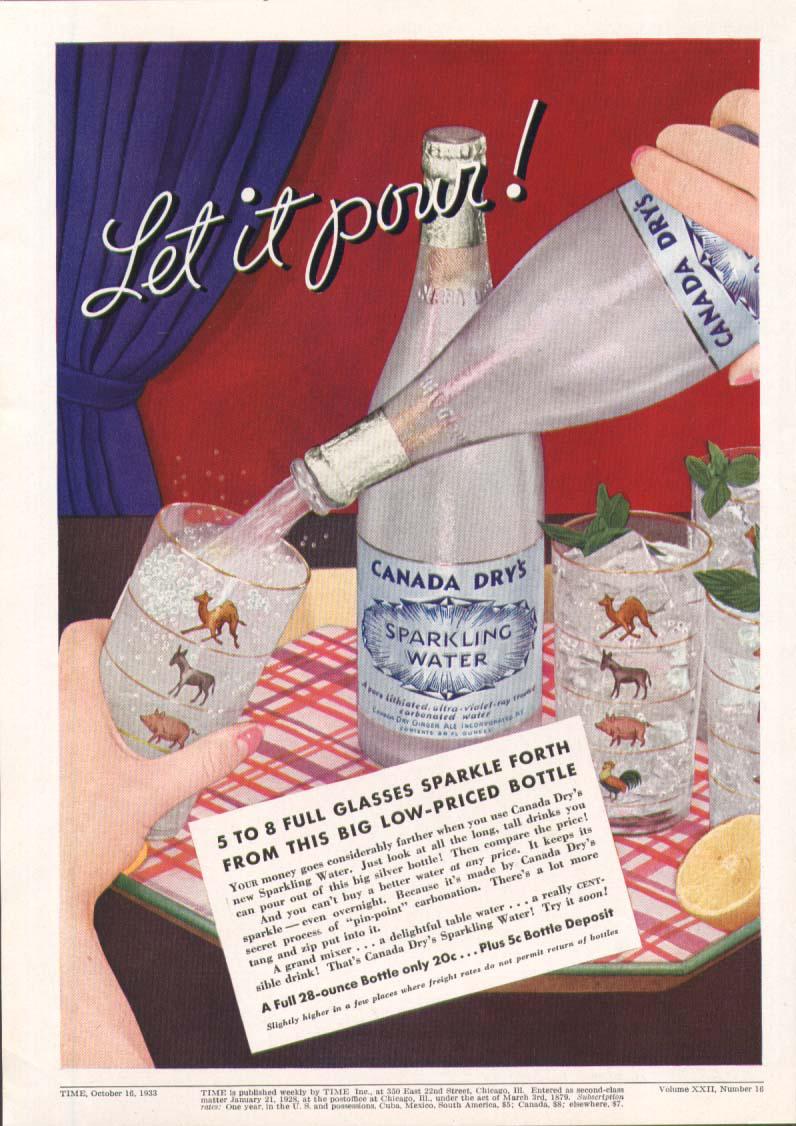 Let it pour!
CANADA DRY'S
CANADA DRY'S
SPARKLING
WATER
A pure lithiated, ultra-violet-ray treated
carbonated water
CANADA DRY GINGER ALE INCORPORATED N.Y.
CONTENTS 28 FL OUNCES
5 TO 8 FULL GLASSES SPARKLE FORTH
FROM THIS BIG LOW-PRICED BOTTLE
YOUR money goes considerably farther when you use Canada Dry's
new Sparkling Water. Just look at all the long, tall drinks you
can pour out of this big silver bottle! Then compare the price!
And you can't buy a better water at any price. It keeps its
sparkle — even overnight. Because it's made by Canada Dry's
secret process of "pin-point" carbonation. There's a lot more
tang and zip put into it.
A grand mixer . . . a delightful table water . . . a really CENT-
sible drink! That's Canada Dry's Sparkling Water! Try it soon!
A Full 28-ounce Bottle only 20c . . . Plus 5c Bottle Deposit
Slightly higher in a few places where freight rates do not permit return of bottles
TIME, October 16, 1933
TIME is published weekly by TIME Inc., at 350 East 22nd Street, Chicago, Ill. Entered as second-class
matter January 21, 1928, at the postoffice at Chicago, Ill., under the act of March 3rd, 1879. Subscription
rates: One year, in the U. S. and possessions, Cuba, Mexico, South America, $5; Canada, $8; elsewhere, $7.
Volume XXII, Number 16